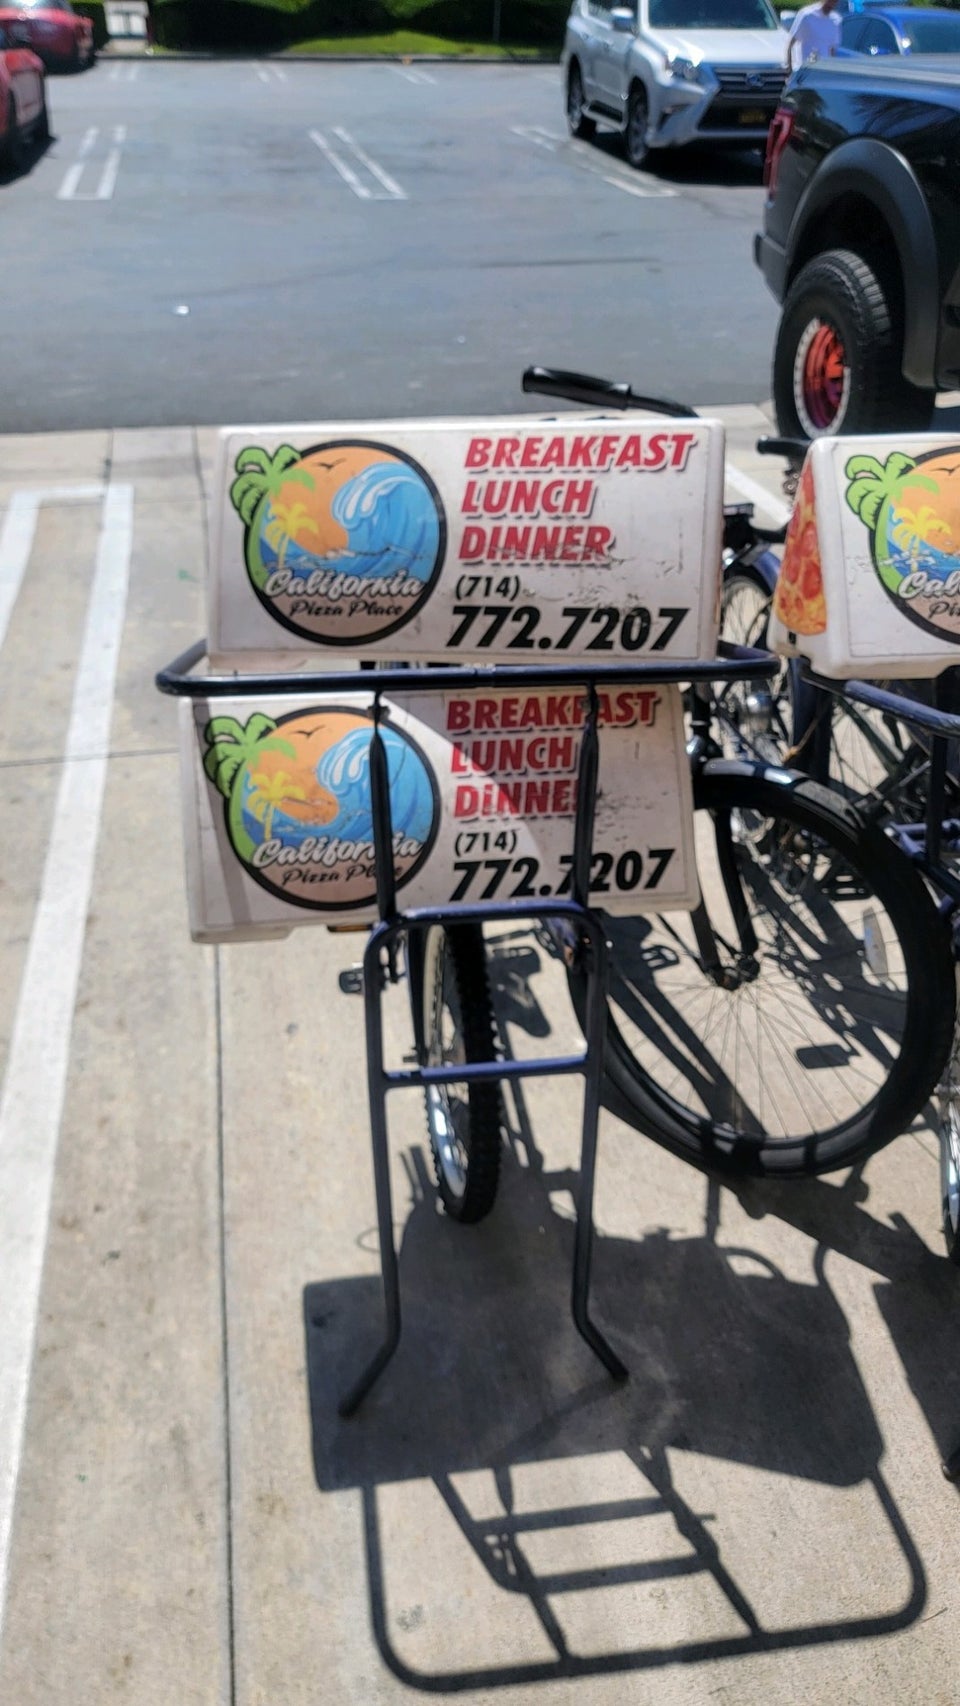 BREAKFAST
LUNCH
DINNER
(714)
772.7207
California
Pizza Place
BREAKFAST
LUNCH
DINNER
(714)
772.7207
California
Pizza Place